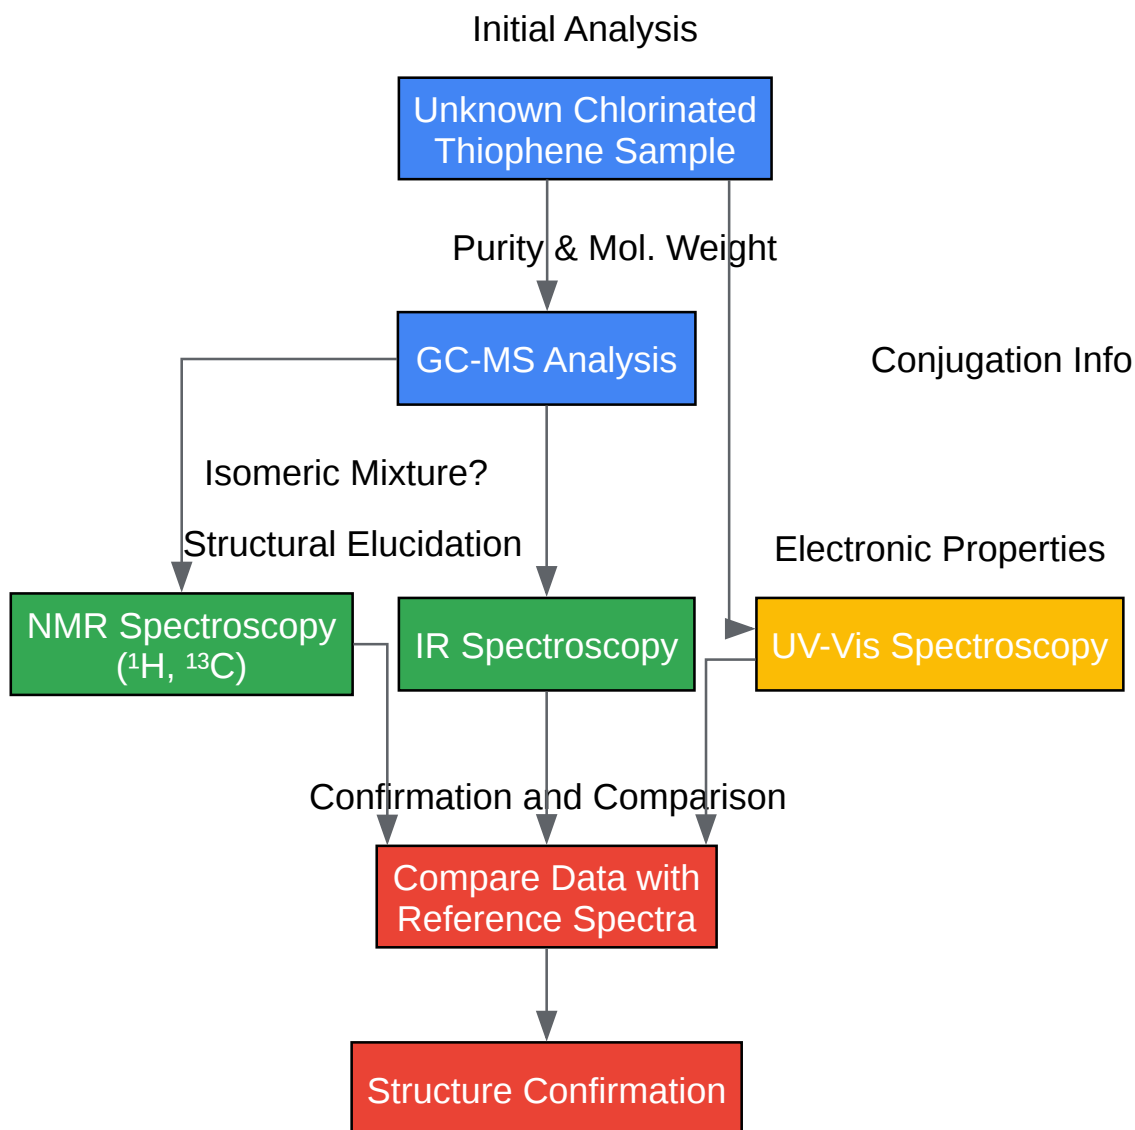 Initial Analysis
Unknown Chlorinated
Thiophene Sample
Purity & Mol. Weight
GC-MS Analysis
Conjugation Info
Isomeric Mixture?
Structural Elucidation
Electronic Properties
NMR Spectroscopy
(¹H, ¹³C)
IR Spectroscopy
UV-Vis Spectroscopy
Confirmation and Comparison
Compare Data with
Reference Spectra
Structure Confirmation